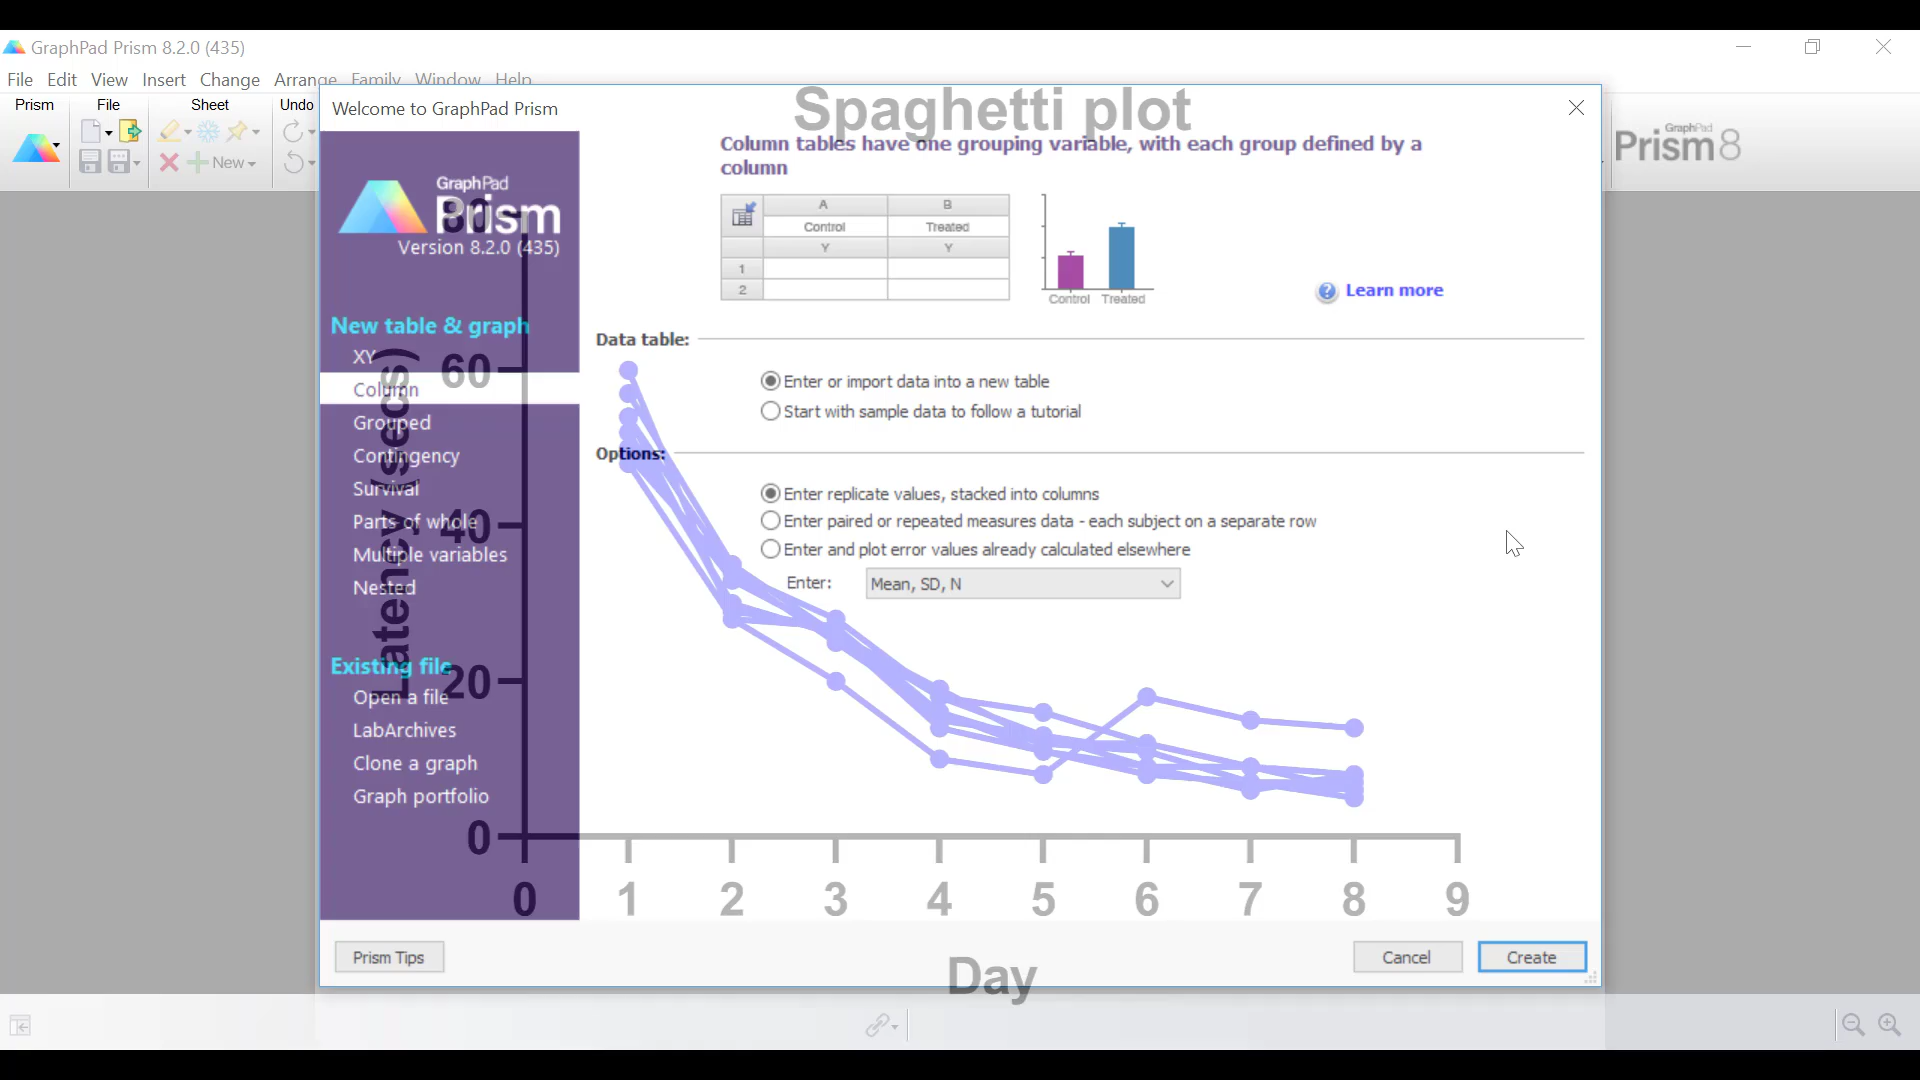 GraphPad Prism 8.2.0 (435)
File Edit View Insert Change Arrange Family Window Help
Prism File Sheet Undo
New
GraphPad
Prism 8
Welcome to GraphPad Prism
Spaghetti plot
GraphPad
Prism
Version 8.2.0 (435)
New table & graph
XY
Column
Grouped
Contingency
Survival
Parts of whole
Multiple variables
Nested
Existing file
Open a file
LabArchives
Clone a graph
Graph portfolio
Column tables have one grouping variable, with each group defined by a
column
A B
Control Treated
Y Y
1
2
Control Treated
Learn more
Data table:
Enter or import data into a new table
Start with sample data to follow a tutorial
Options:
Enter replicate values, stacked into columns
Enter paired or repeated measures data - each subject on a separate row
Enter and plot error values already calculated elsewhere
Enter: Mean, SD, N
Latency (secs)
80
60
40
20
0
0 1 2 3 4 5 6 7 8 9
Day
Prism Tips Cancel Create